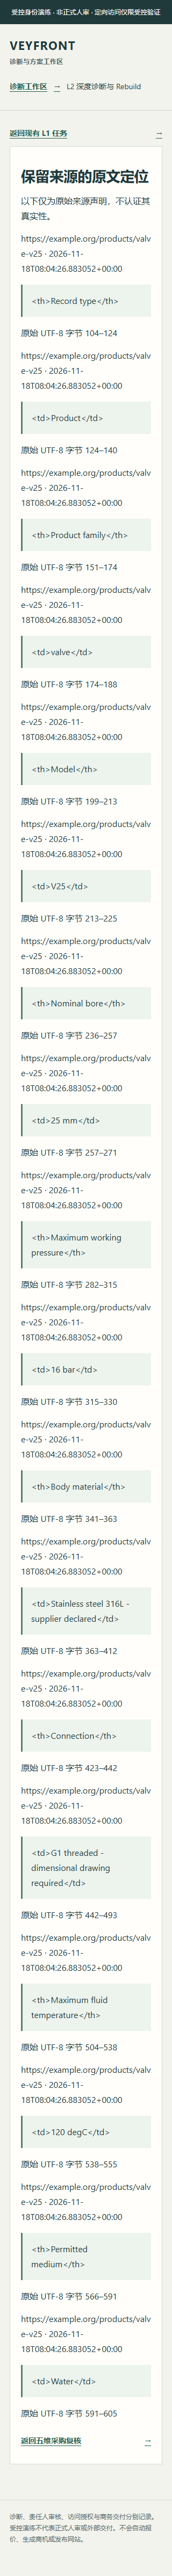 受控身份演练 · 非正式人审 · 定向访问仅限受控验证
VEYFRONT
诊断与方案工作区
诊断工作区 → L2 深度诊断与 Rebuild
返回现有 L1 任务 →
保留来源的原文定位
以下仅为原始来源声明，不认证其
真实性。
https://example.org/products/valv
e-v25 · 2026-11-
18T08:04:26.883052+00:00
<th>Record type</th>
原始 UTF-8 字节 104–124
https://example.org/products/valv
e-v25 · 2026-11-
18T08:04:26.883052+00:00
<td>Product</td>
原始 UTF-8 字节 124–140
https://example.org/products/valv
e-v25 · 2026-11-
18T08:04:26.883052+00:00
<th>Product family</th>
原始 UTF-8 字节 151–174
https://example.org/products/valv
e-v25 · 2026-11-
18T08:04:26.883052+00:00
<td>valve</td>
原始 UTF-8 字节 174–188
https://example.org/products/valv
e-v25 · 2026-11-
18T08:04:26.883052+00:00
<th>Model</th>
原始 UTF-8 字节 199–213
https://example.org/products/valv
e-v25 · 2026-11-
18T08:04:26.883052+00:00
<td>V25</td>
原始 UTF-8 字节 213–225
https://example.org/products/valv
e-v25 · 2026-11-
18T08:04:26.883052+00:00
<th>Nominal bore</th>
原始 UTF-8 字节 236–257
https://example.org/products/valv
e-v25 · 2026-11-
18T08:04:26.883052+00:00
<td>25 mm</td>
原始 UTF-8 字节 257–271
https://example.org/products/valv
e-v25 · 2026-11-
18T08:04:26.883052+00:00
<th>Maximum working
pressure</th>
原始 UTF-8 字节 282–315
https://example.org/products/valv
e-v25 · 2026-11-
18T08:04:26.883052+00:00
<td>16 bar</td>
原始 UTF-8 字节 315–330
https://example.org/products/valv
e-v25 · 2026-11-
18T08:04:26.883052+00:00
<th>Body material</th>
原始 UTF-8 字节 341–363
https://example.org/products/valv
e-v25 · 2026-11-
18T08:04:26.883052+00:00
<td>Stainless steel 316L -
supplier declared</td>
原始 UTF-8 字节 363–412
https://example.org/products/valv
e-v25 · 2026-11-
18T08:04:26.883052+00:00
<th>Connection</th>
原始 UTF-8 字节 423–442
https://example.org/products/valv
e-v25 · 2026-11-
18T08:04:26.883052+00:00
<td>G1 threaded -
dimensional drawing
required</td>
原始 UTF-8 字节 442–493
https://example.org/products/valv
e-v25 · 2026-11-
18T08:04:26.883052+00:00
<th>Maximum fluid
temperature</th>
原始 UTF-8 字节 504–538
https://example.org/products/valv
e-v25 · 2026-11-
18T08:04:26.883052+00:00
<td>120 degC</td>
原始 UTF-8 字节 538–555
https://example.org/products/valv
e-v25 · 2026-11-
18T08:04:26.883052+00:00
<th>Permitted
medium</th>
原始 UTF-8 字节 566–591
https://example.org/products/valv
e-v25 · 2026-11-
18T08:04:26.883052+00:00
<td>Water</td>
原始 UTF-8 字节 591–605
返回五堆采购复核 →
诊断、责任人审核、访问授权与商务交付分别记录。
受控演练不代表正式人审或外部交付。不会自动报
价、生成商机或发布网站。